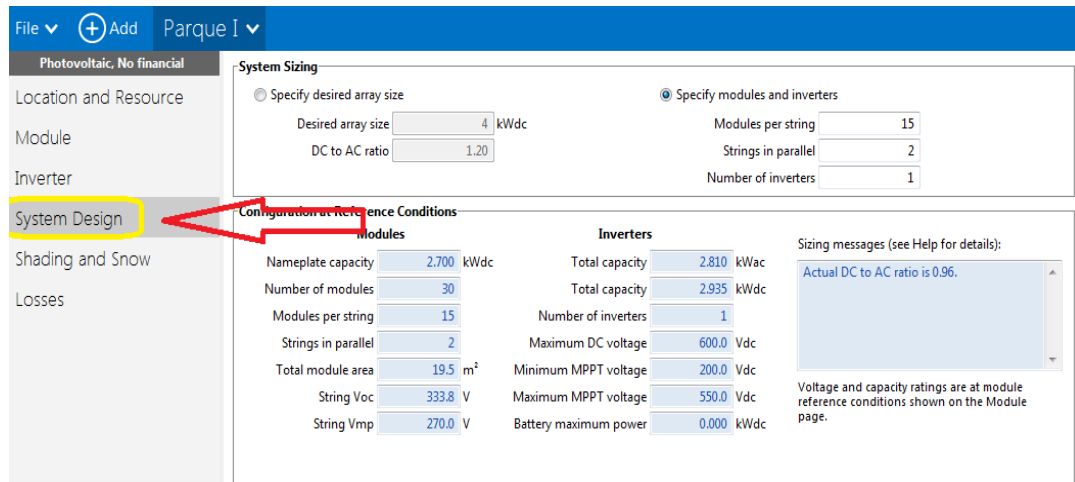 File Add Parque I
Photovoltaic, No financial
Location and Resource
Module
Inverter
System Design
Shading and Snow
Losses
System Sizing
Specify desired array size
Desired array size 4 kWdc
DC to AC ratio 1.20
Specify modules and inverters
Modules per string 15
Strings in parallel 2
Number of inverters 1
Configuration at Reference Conditions
Modules
Nameplate capacity 2.700 kWdc
Number of modules 30
Modules per string 15
Strings in parallel 2
Total module area 19.5 m²
String Voc 333.8 V
String Vmp 270.0 V
Inverters
Total capacity 2.810 kWac
Total capacity 2.935 kWdc
Number of inverters 1
Maximum DC voltage 600.0 Vdc
Minimum MPPT voltage 200.0 Vdc
Maximum MPPT voltage 550.0 Vdc
Battery maximum power 0.000 kWdc
Sizing messages (see Help for details):
Actual DC to AC ratio is 0.96.
Voltage and capacity ratings are at module
reference conditions shown on the Module
page.